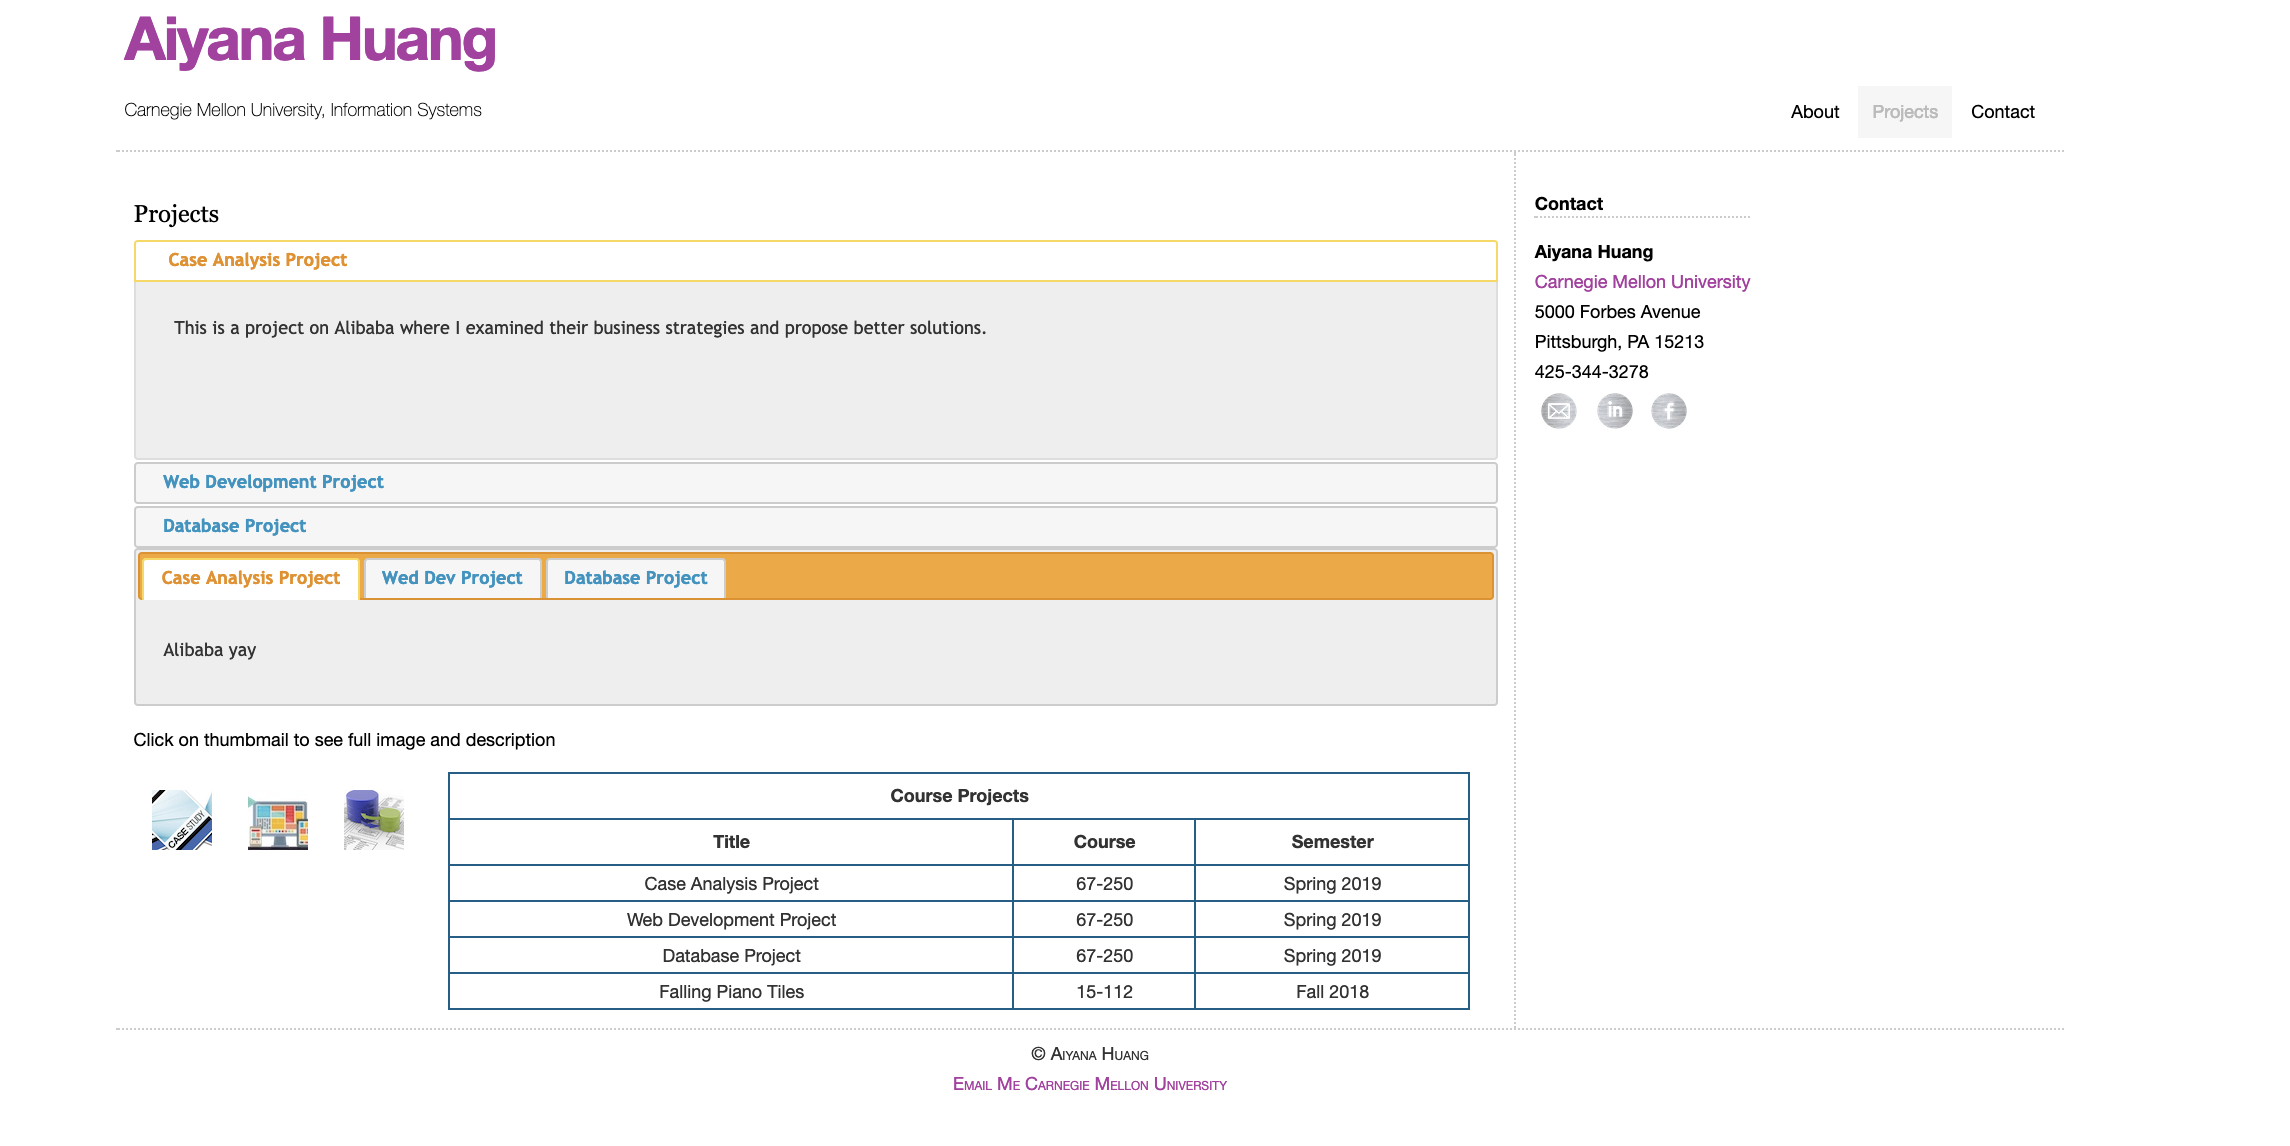 Aiyana Huang
Carnegie Mellon University, Information Systems
About Projects Contact
Projects
Case Analysis Project
This is a project on Alibaba where I examined their business strategies and propose better solutions.
Web Development Project
Database Project
Case Analysis Project Wed Dev Project Database Project
Alibaba yay
Click on thumbmail to see full image and description
CASE STUDY
Course Projects
Title Course Semester
Case Analysis Project 67-250 Spring 2019
Web Development Project 67-250 Spring 2019
Database Project 67-250 Spring 2019
Falling Piano Tiles 15-112 Fall 2018
Contact
Aiyana Huang
Carnegie Mellon University
5000 Forbes Avenue
Pittsburgh, PA 15213
425-344-3278
in f
© Aiyana Huang
Email Me Carnegie Mellon University